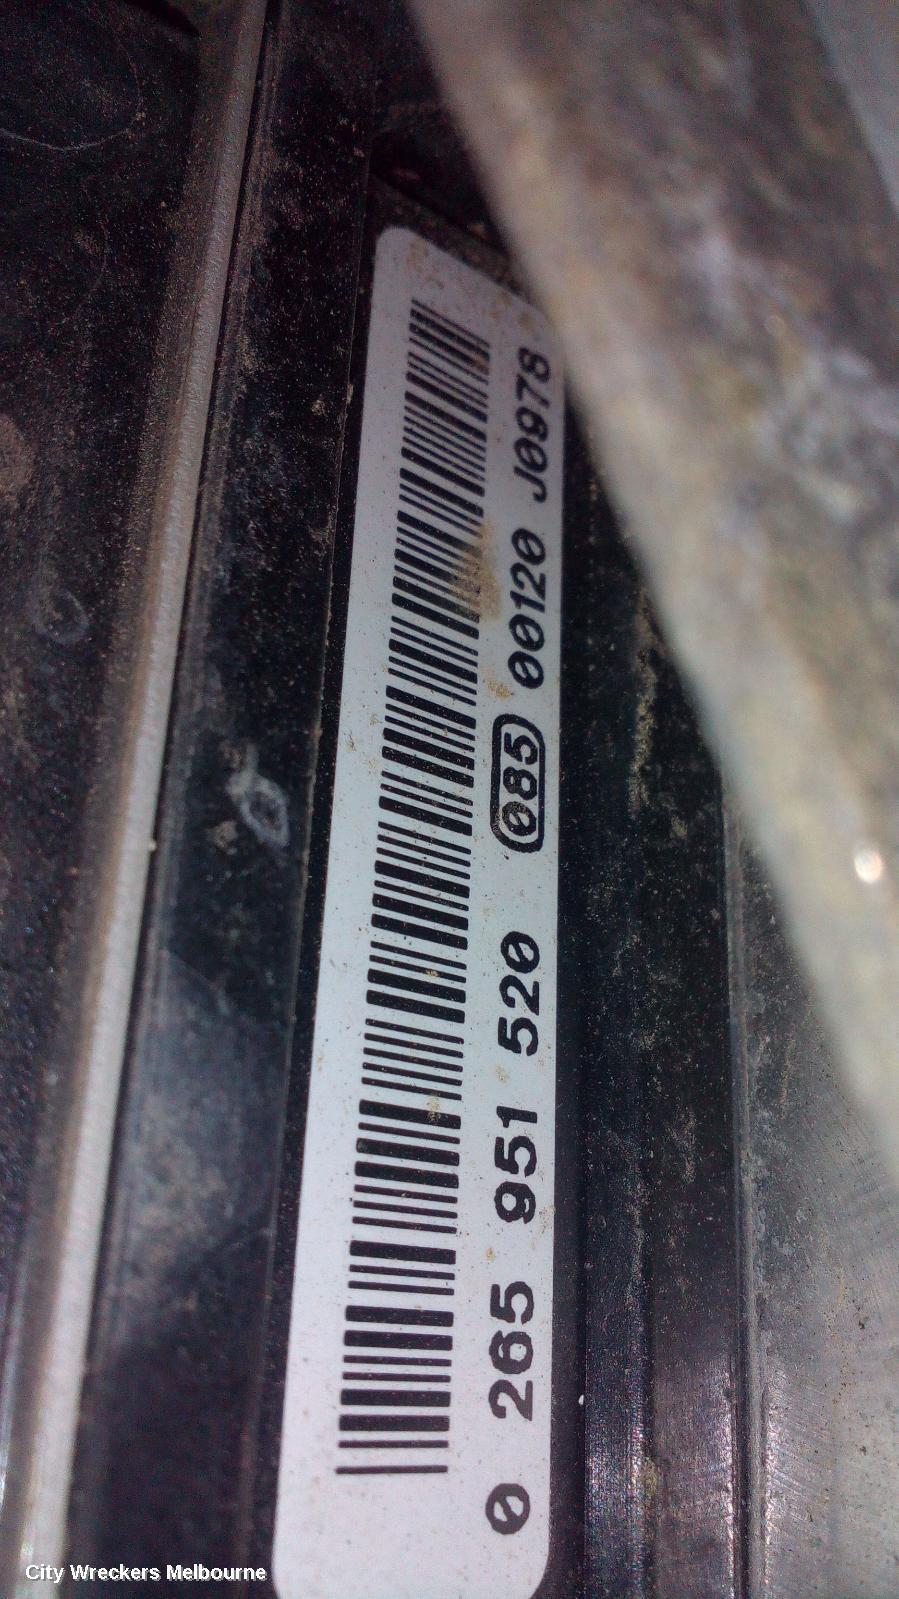 0 265 951 520 085 00120 J0978
City Wreckers Melbourne